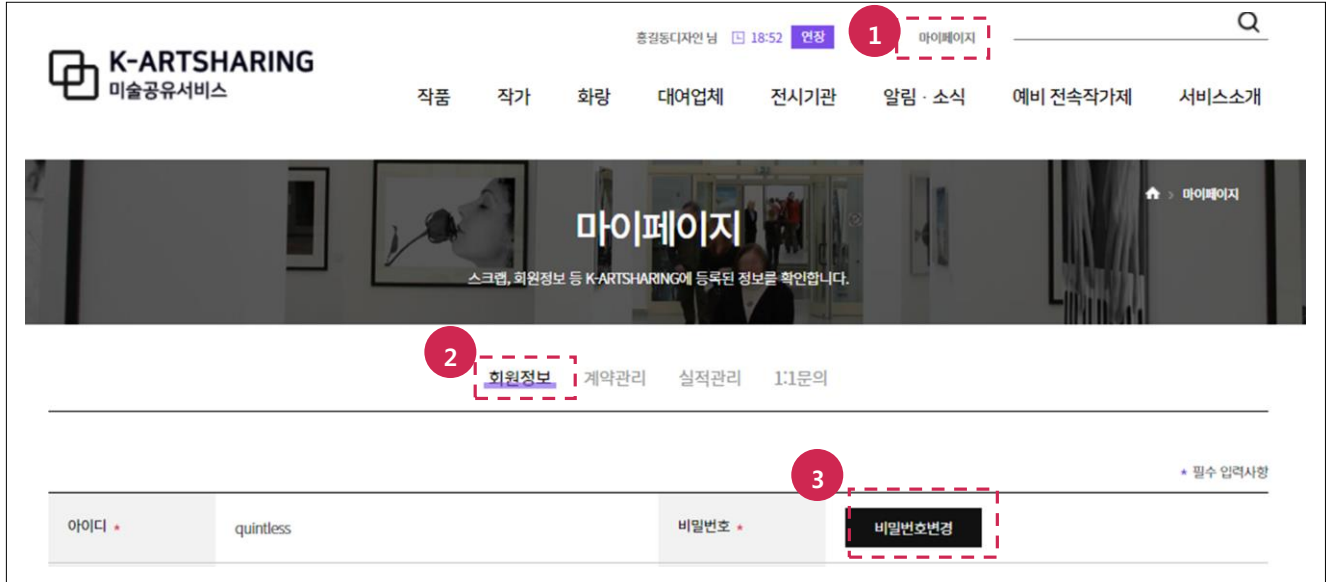 홍길동디자인 님 18:52 연장 1 마이페이지
K-ARTSHARING
미술공유서비스
작품 작가 화랑 대여업체 전시기관 알림 · 소식 예비 전속작가제 서비스소개
> 마이페이지
마이페이지
스크랩, 회원정보 등 K-ARTSHARING에 등록된 정보를 확인합니다.
2
회원정보 계약관리 실적관리 1:1문의
* 필수 입력사항
3
아이디 * quintless 비밀번호 * 비밀번호변경